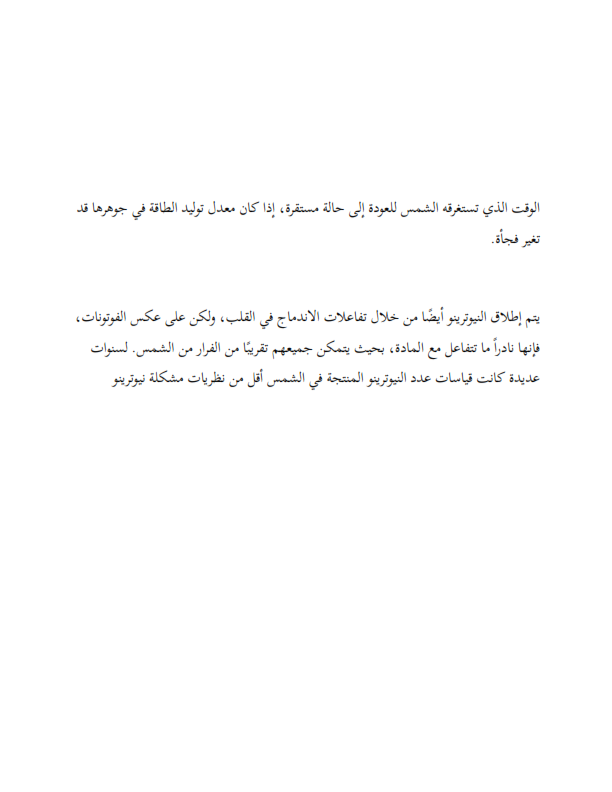 الوقت الذي تستغرقه الشمس للعودة إلى حالة مستقرة، إذا كان معدل توليد الطاقة في جوهرها قد
تغير فجأة.
يتم إطلاق النيوترينو أيضًا من خلال تفاعلات الاندماج في القلب، ولكن على عكس الفوتونات،
فإنها نادراً ما تتفاعل مع المادة، بحيث يتمكن جميعهم تقريبًا من الفرار من الشمس. لسنوات
عديدة كانت قياسات عدد النيوترينو المنتجة في الشمس أقل من نظريات مشكلة نيوترينو